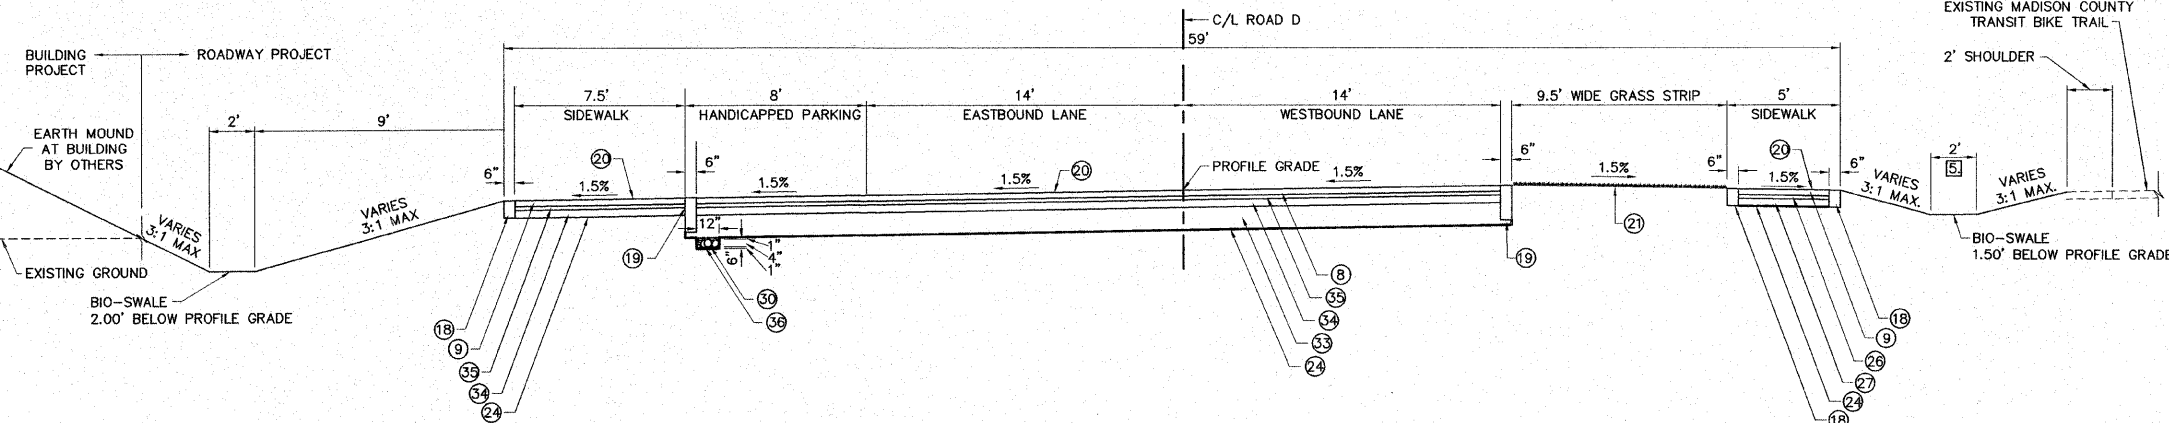 C/L ROAD D
59'
BUILDING PROJECT
ROADWAY PROJECT
EXISTING MADISON COUNTY
TRANSIT BIKE TRAIL
2' SHOULDER
EARTH MOUND
AT BUILDING
BY OTHERS
2'
9'
7.5'
SIDEWALK
8'
HANDICAPPED PARKING
14'
EASTBOUND LANE
14'
WESTBOUND LANE
9.5' WIDE GRASS STRIP
5'
SIDEWALK
2'
5
6"
20
6"
PROFILE GRADE
20
6"
6"
20
6"
1.5%
1.5%
1.5%
1.5%
1.5%
1.5%
VARIES
3:1 MAX
VARIES
3:1 MAX
VARIES
3:1 MAX.
VARIES
3:1 MAX.
EXISTING GROUND
BIO-SWALE
2.00' BELOW PROFILE GRADE
BIO-SWALE
1.50' BELOW PROFILE GRADE
12"
1"
4"
1"
6"
19
30
36
18
9
35
34
24
8
35
34
33
24
19
21
18
9
26
27
24
18